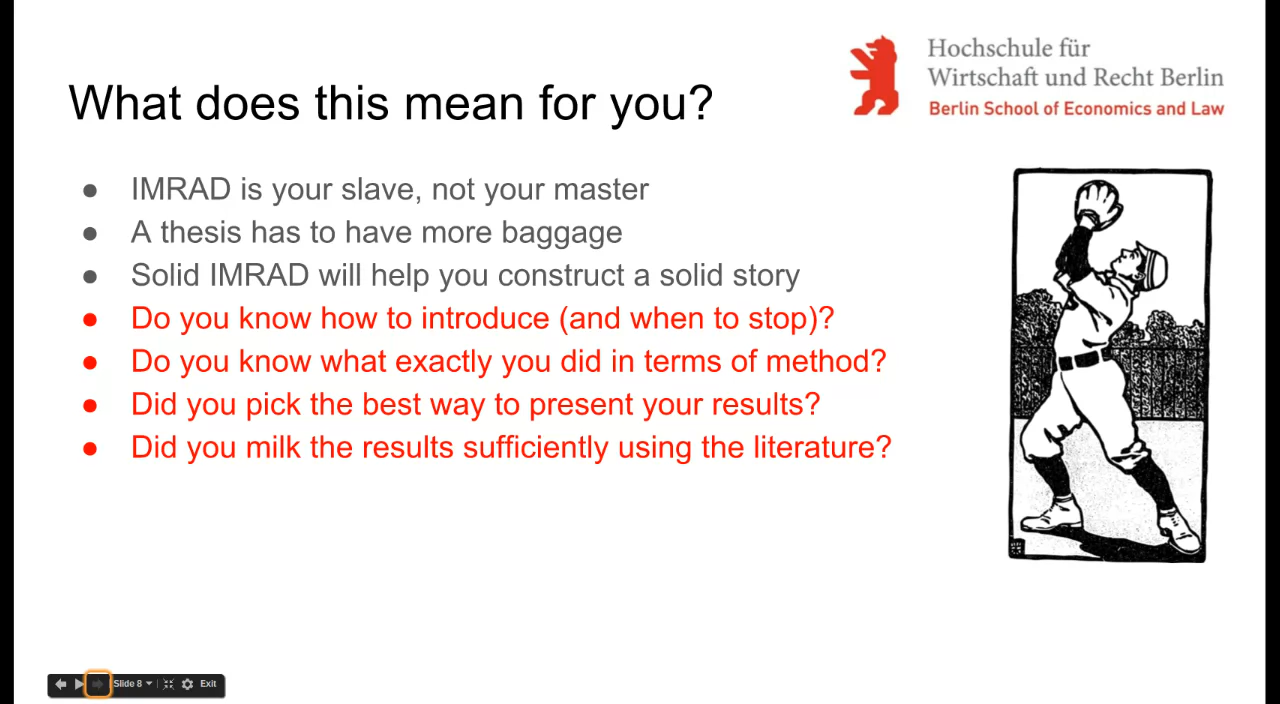 Hochschule für
Wirtschaft und Recht Berlin
Berlin School of Economics and Law
What does this mean for you?
● IMRAD is your slave, not your master
● A thesis has to have more baggage
● Solid IMRAD will help you construct a solid story
● Do you know how to introduce (and when to stop)?
● Do you know what exactly you did in terms of method?
● Did you pick the best way to present your results?
● Did you milk the results sufficiently using the literature?
Slide 8 Exit